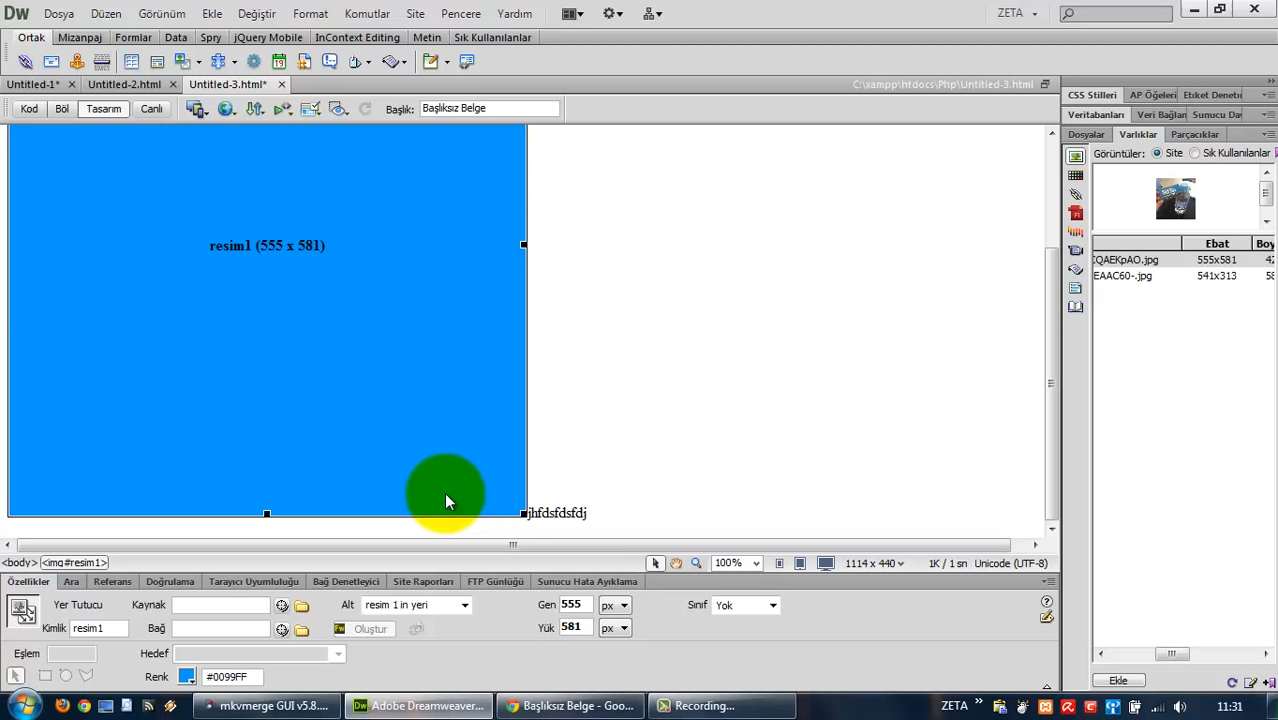 Dw Dosya Düzen Görünüm Ekle Değiştir Format Komutlar Site Pencere Yardım ZETA
Ortak Mizanpaj Formlar Data Spry jQuery Mobile InContext Editing Metin Sık Kullanılanlar
Untitled-1* Untitled-2.html Untitled-3.html* C:\xampp\htdocs\Php\Untitled-3.html
CSS Stilleri AP Öğeleri Etiket Denetı
Kod Böl Tasarım Canlı Başlık: Başlıksız Belge
Veritabanları Veri Bağlan Sunucu Da
Dosyalar Varlıklar Parçacıklar
Görüntüler: Site Sık Kullanılanlar
resim1 (555 x 581)
Ebat Boy
CQAEKpAO.jpg 555x581 42
EAAC60-.jpg 541x313 58
jhfdsfdsfdj
<body> <img#resim1> 100% 1114 x 440 1K / 1 sn Unicode (UTF-8)
Özellikler Ara Referans Doğrulama Tarayıcı Uyumluluğu Bağ Denetleyici Site Raporları FTP Günlüğü Sunucu Hata Ayıklama
Yer Tutucu Kaynak Alt resim 1 in yeri Gen 555 px Sınıf Yok
Kimlik resim1 Bağ Fw Oluştur Yük 581 px
Eşlem Hedef
Renk #0099FF
Ekle
mkvmerge GUI v5.8.... Dw Adobe Dreamweaver... Başlıksız Belge - Goo... Recording... ZETA 11:31